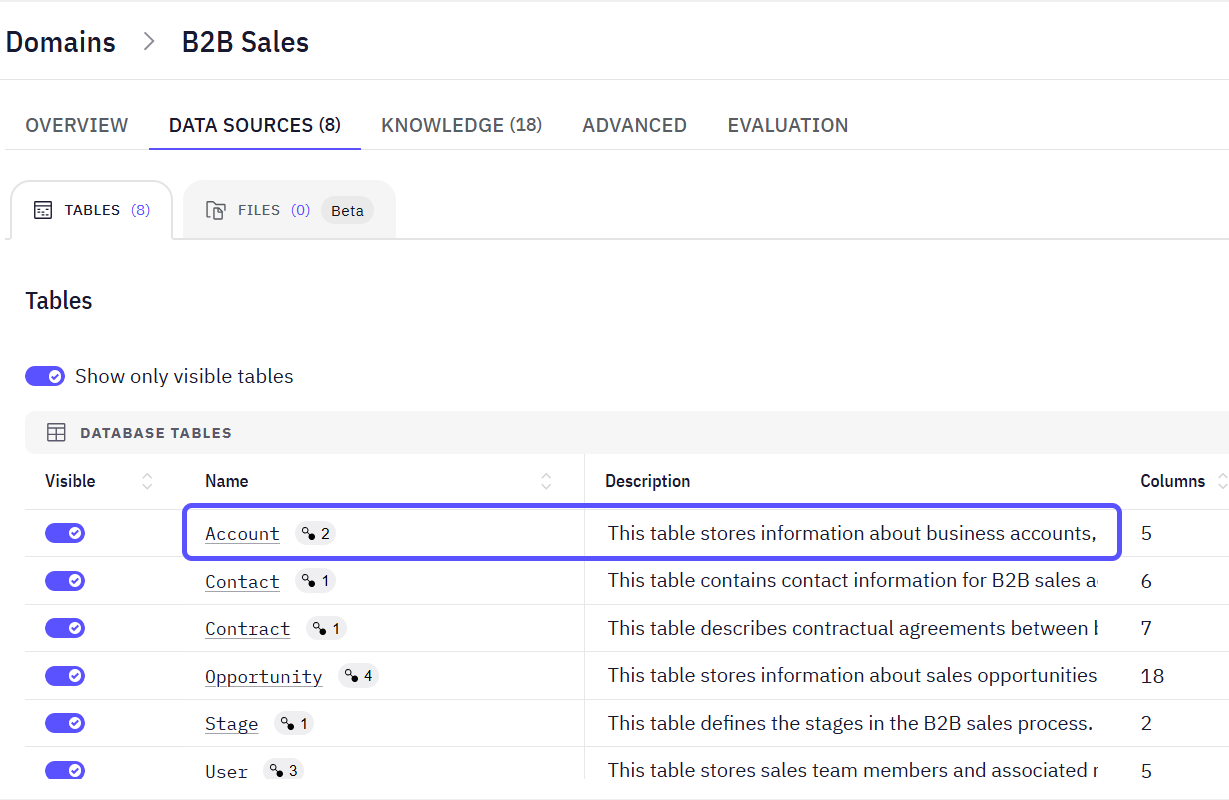 Domains > B2B Sales
OVERVIEW DATA SOURCES (8) KNOWLEDGE (18) ADVANCED EVALUATION
TABLES (8) FILES (0) Beta
Tables
Show only visible tables
DATABASE TABLES
Visible Name Description Columns
Account 2 This table stores information about business accounts, 5
Contact 1 This table contains contact information for B2B sales 6
Contract 1 This table describes contractual agreements between 7
Opportunity 4 This table stores information about sales opportunities 18
Stage 1 This table defines the stages in the B2B sales process. 2
User 3 This table stores sales team members and associated 5